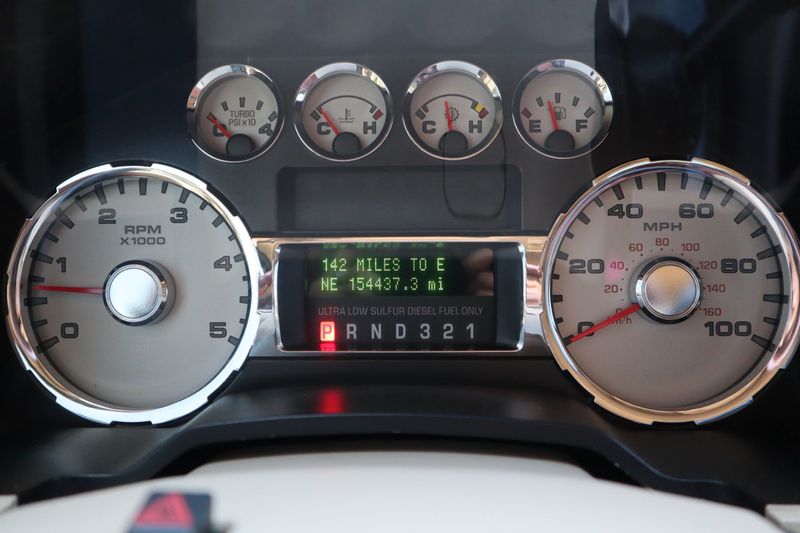 TURBO
PSI x 10
0 4
C H
C H
E F
RPM
X1000
0 1 2 3 4 5
142 MILES TO E
NE 154437.3 mi
ULTRA LOW SULFUR DIESEL FUEL ONLY
P R N D 3 2 1
MPH
0 20 40 60 80 100
0 20 40 60 80 100 120 140 160
km/h